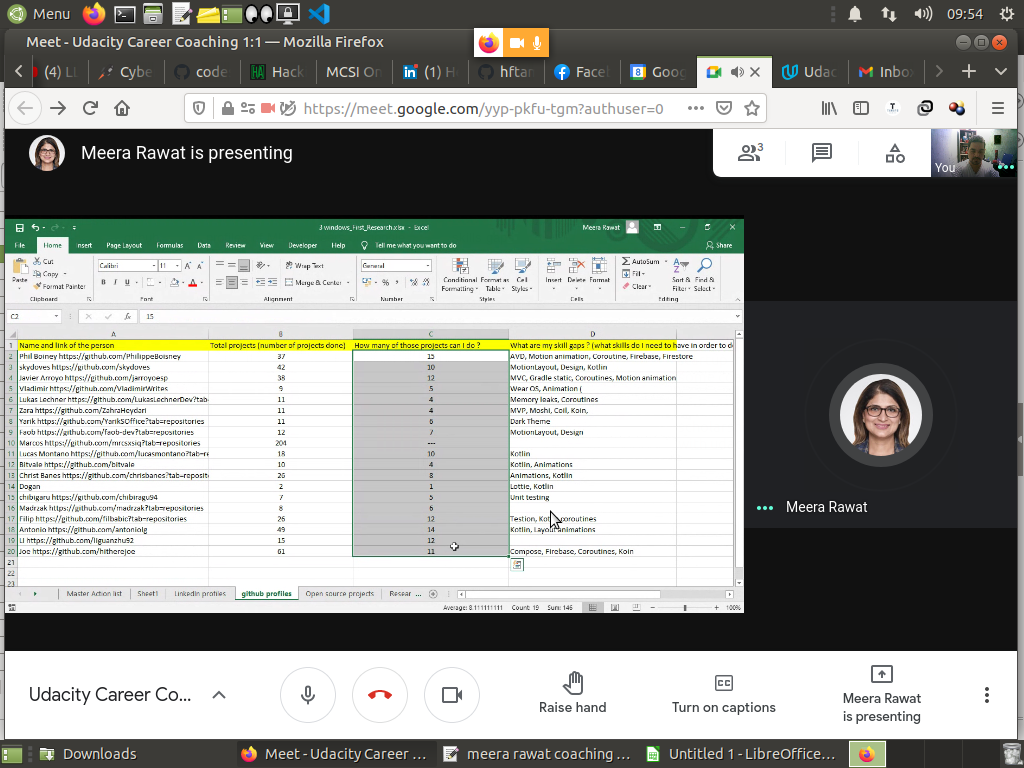 Menu
09:54
Meet - Udacity Career Coaching 1:1 — Mozilla Firefox
(4) L
Cybe
code
Hack
MCSI On
(1) H
hftar
Face
Goog
Udac
Inbo
https://meet.google.com/yyp-pkfu-tgm?authuser=0
Meera Rawat is presenting
3
You
3 windows_First_Research.xlsx - Excel
Meera Rawat
File Home Insert Page Layout Formulas Data Review View Developer Help Tell me what you want to do Share
Cut
Copy
Format Painter
Paste
Clipboard
Calibri 11
B I U
Font
Wrap Text
Merge & Center
Alignment
General
Number
Conditional Formatting
Format as Table
Cell Styles
Styles
Insert Delete Format
Cells
AutoSum
Fill
Clear
Sort & Filter
Find & Select
Editing
C2 fx 15
A B C D
1 Name and link of the person Total projects (number of projects done) How many of those projects can I do ? What are my skill gaps ? (what skills do I need to have in order to d
2 Phil Boiney https://github.com/PhilippeBoisney 37 15 AVD, Motion animation, Coroutine, Firebase, Firestore
3 skydoves https://github.com/skydoves 42 10 MotionLayout, Design, Kotlin
4 Javier Arroyo https://github.com/jarroyoesp 38 12 MVC, Gradle static, Coroutines, Motion animation
5 Vladimir https://github.com/VladimirWrites 9 5 Wear OS, Animation (
6 Lukas Lechner https://github.com/LukasLechnerDev?tab= 11 4 Memory leaks, Coroutines
7 Zara https://github.com/ZahraHeydari 11 4 MVP, Moshi, Coil, Koin,
8 Yarik https://github.com/YarikSOffice?tab=repositories 11 6 Dark Theme
9 Faob https://github.com/faob-dev?tab=repositories 12 7 MotionLayout, Design
10 Marcos https://github.com/mrcsxsiq?tab=repositories 204 ---
11 Lucas Montano https://github.com/lucasmontano?tab=r 18 10 Kotlin
12 Bitvale https://github.com/bitvale 10 4 Kotlin, Animations
13 Christ Banes https://github.com/chrisbanes?tab=reposit 26 8 Animations, Kotlin
14 Dogan 2 1 Lottie, Kotlin
15 chibigaru https://github.com/chibiragu94 7 5 Unit testing
16 Madrzak https://github.com/madrzak?tab=repositories 8 6
17 Filip https://github.com/filbabic?tab=repositories 26 12 Testion, Kotlin, coroutines
18 Antonio https://github.com/antoniolg 49 14 Kotlin, Layout animations
19 Li https://github.com/liguanzhu92 15 12
20 Joe https://github.com/hitherejoe 61 11 Compose, Firebase, Coroutines, Koin
21
22
23
Master Action list Sheet1 LinkedIn profiles github profiles Open source projects Resear ...
Average: 8.111111111 Count: 19 Sum: 146 100%
Meera Rawat
Udacity Career Co...
Raise hand
Turn on captions
Meera Rawat
is presenting
Downloads
Meet - Udacity Career ...
meera rawat coaching ...
Untitled 1 - LibreOffice...